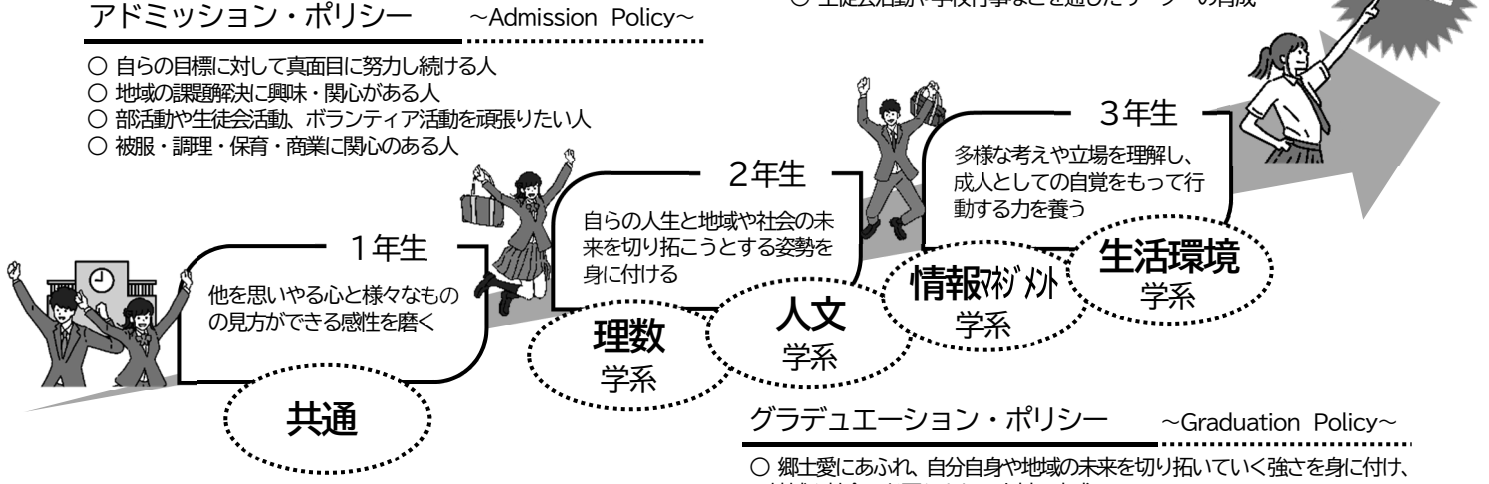 アドミッション・ポリシー ～Admission Policy～
○ 自らの目標に対して真面目に努力し続ける人
○ 地域の課題解決に興味・関心がある人
○ 部活動や生徒会活動、ボランティア活動を頑張りたい人
○ 被服・調理・保育・商業に関心のある人
1年生
他を思いやる心と様々なもの
の見方ができる感性を磨く
共通
2年生
自らの人生と地域や社会の未
来を切り拓こうとする姿勢を
身に付ける
3年生
多様な考えや立場を理解し、
成人としての自覚をもって行
動する力を養う
理数
学系
人文
学系
情報ﾏﾈｼﾞﾒﾝﾄ
学系
生活環境
学系
グラデュエーション・ポリシー ～Graduation Policy～
○ 郷土愛にあふれ、自分自身や地域の未来を切り拓いていく強さを身に付け、